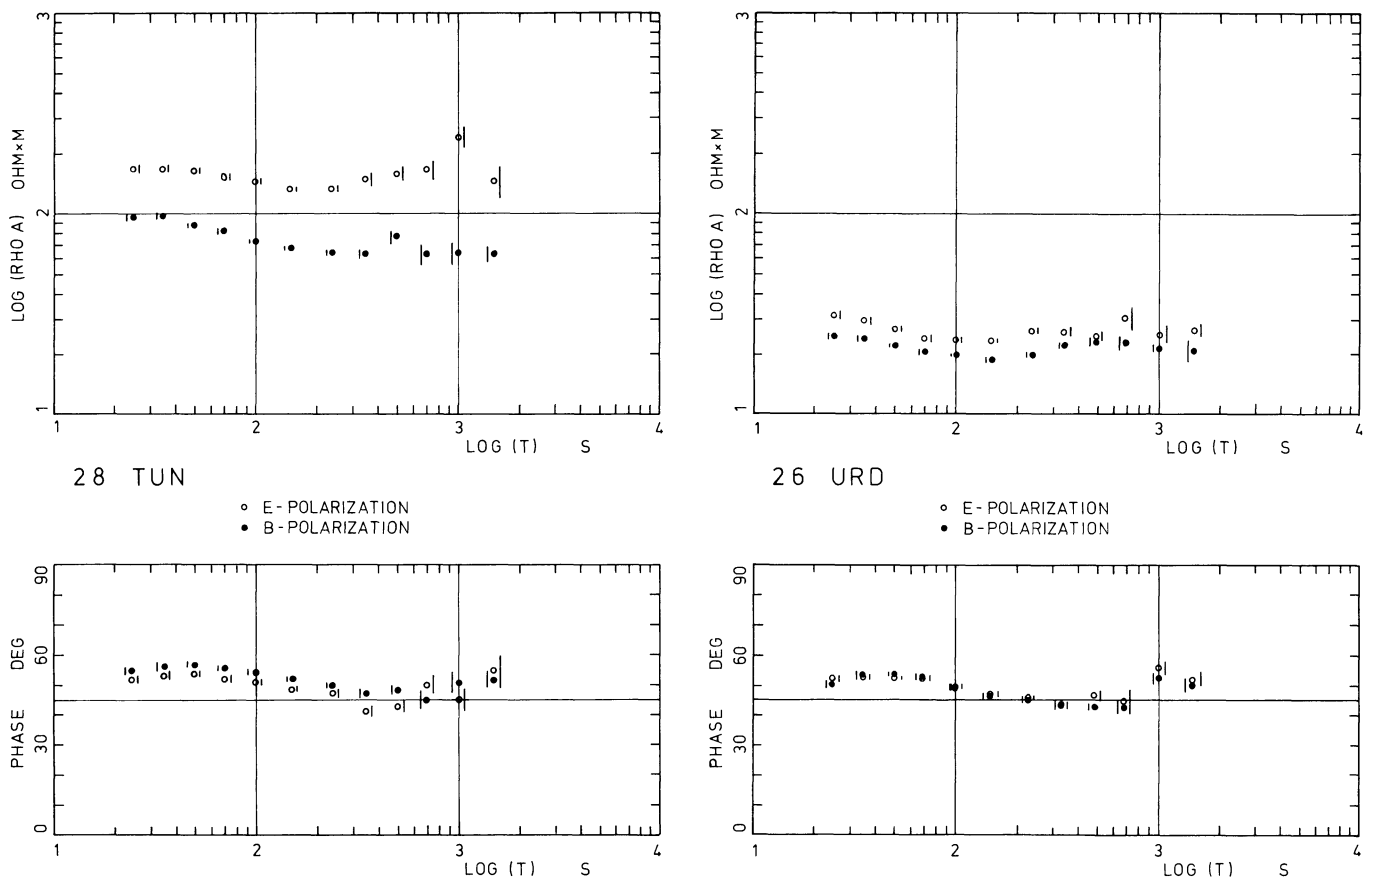 3
2
1
LOG (RHO A) OHM×M
1 2 3 4
LOG (T) S
3
2
1
LOG (RHO A) OHM×M
1 2 3 4
LOG (T) S
28 TUN
E-POLARIZATION
B-POLARIZATION
26 URD
E-POLARIZATION
B-POLARIZATION
90
60
30
0
PHASE DEG
1 2 3 4
LOG (T) S
90
60
30
0
PHASE DEG
1 2 3 4
LOG (T) S